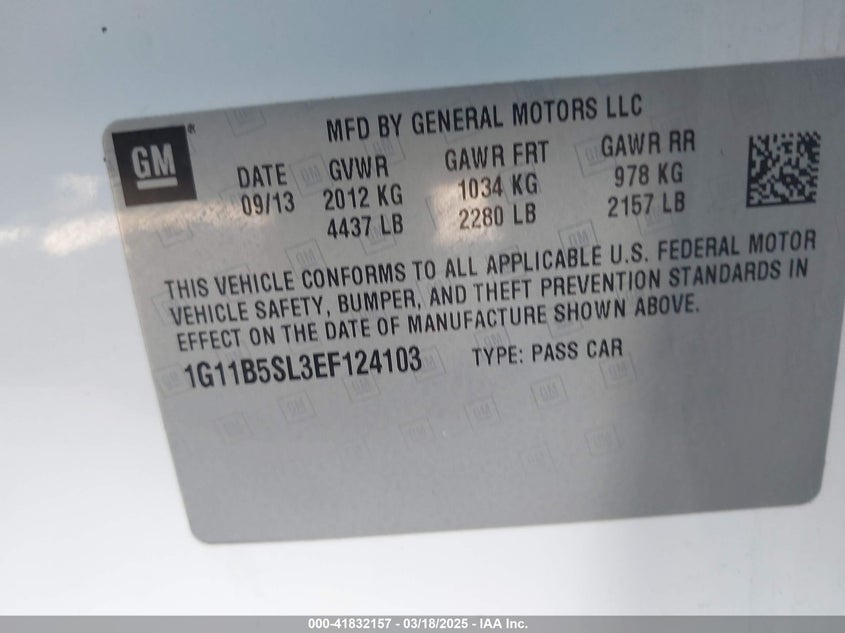 GM
MFD BY GENERAL MOTORS LLC
DATE GVWR GAWR FRT GAWR RR
09/13 2012 KG 1034 KG 978 KG
4437 LB 2280 LB 2157 LB
THIS VEHICLE CONFORMS TO ALL APPLICABLE U.S. FEDERAL MOTOR
VEHICLE SAFETY, BUMPER, AND THEFT PREVENTION STANDARDS IN
EFFECT ON THE DATE OF MANUFACTURE SHOWN ABOVE.
1G11B5SL3EF124103 TYPE: PASS CAR
000-41832157 - 03/18/2025 - IAA Inc.